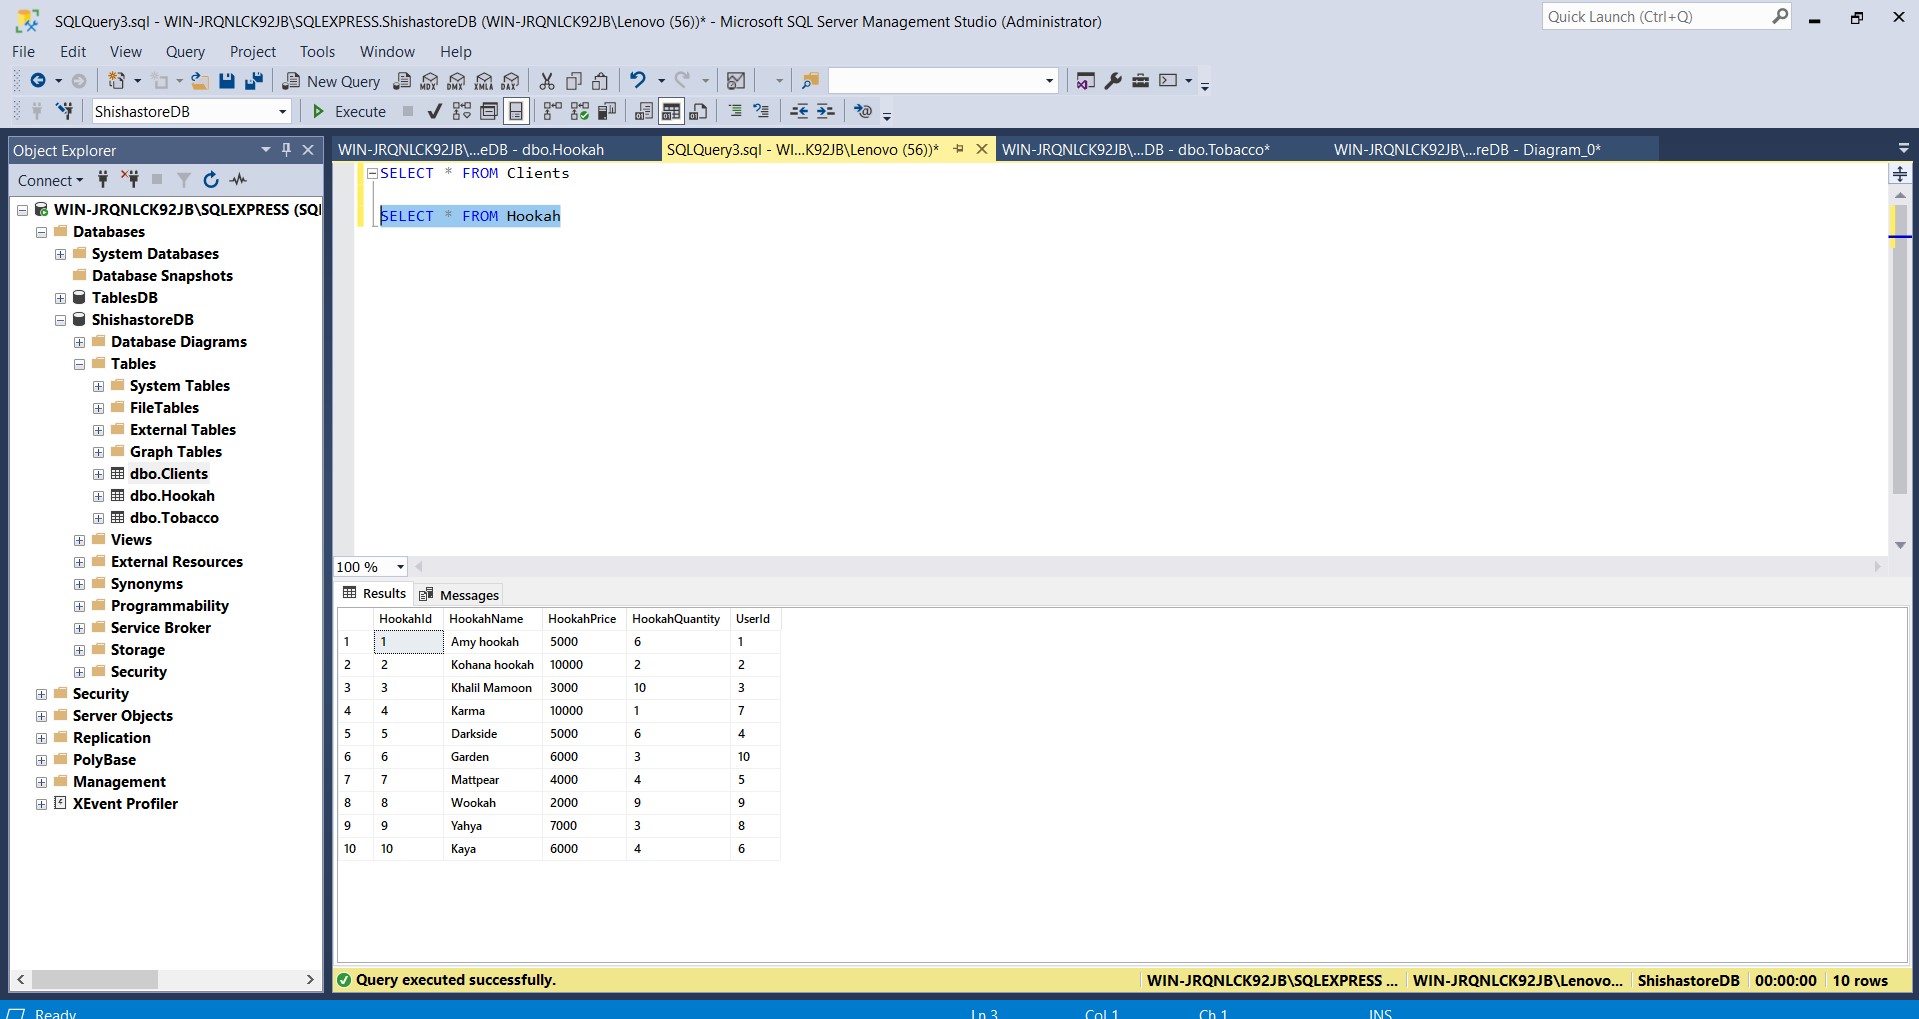 SQLQuery3.sql - WIN-JRQNLCK92JB\SQLEXPRESS.ShishastoreDB (WIN-JRQNLCK92JB\Lenovo (56))* - Microsoft SQL Server Management Studio (Administrator)
Quick Launch (Ctrl+Q)
File Edit View Query Project Tools Window Help
New Query MDX DMX XMLA DAX
ShishastoreDB Execute
Object Explorer
WIN-JRQNLCK92JB\...eDB - dbo.Hookah SQLQuery3.sql - WI...K92JB\Lenovo (56))* WIN-JRQNLCK92JB\...DB - dbo.Tobacco* WIN-JRQNLCK92JB\...reDB - Diagram_0*
Connect
WIN-JRQNLCK92JB\SQLEXPRESS (SQl
Databases
System Databases
Database Snapshots
TablesDB
ShishastoreDB
Database Diagrams
Tables
System Tables
FileTables
External Tables
Graph Tables
dbo.Clients
dbo.Hookah
dbo.Tobacco
Views
External Resources
Synonyms
Programmability
Service Broker
Storage
Security
Security
Server Objects
Replication
PolyBase
Management
XEvent Profiler
SELECT * FROM Clients
SELECT * FROM Hookah
100 %
Results Messages
HookahId HookahName HookahPrice HookahQuantity UserId
1 1 Amy hookah 5000 6 1
2 2 Kohana hookah 10000 2 2
3 3 Khalil Mamoon 3000 10 3
4 4 Karma 10000 1 7
5 5 Darkside 5000 6 4
6 6 Garden 6000 3 10
7 7 Mattpear 4000 4 5
8 8 Wookah 2000 9 9
9 9 Yahya 7000 3 8
10 10 Kaya 6000 4 6
Query executed successfully. WIN-JRQNLCK92JB\SQLEXPRESS ... WIN-JRQNLCK92JB\Lenovo... ShishastoreDB 00:00:00 10 rows
Ready Ln 3 Col 1 Ch 1 INS